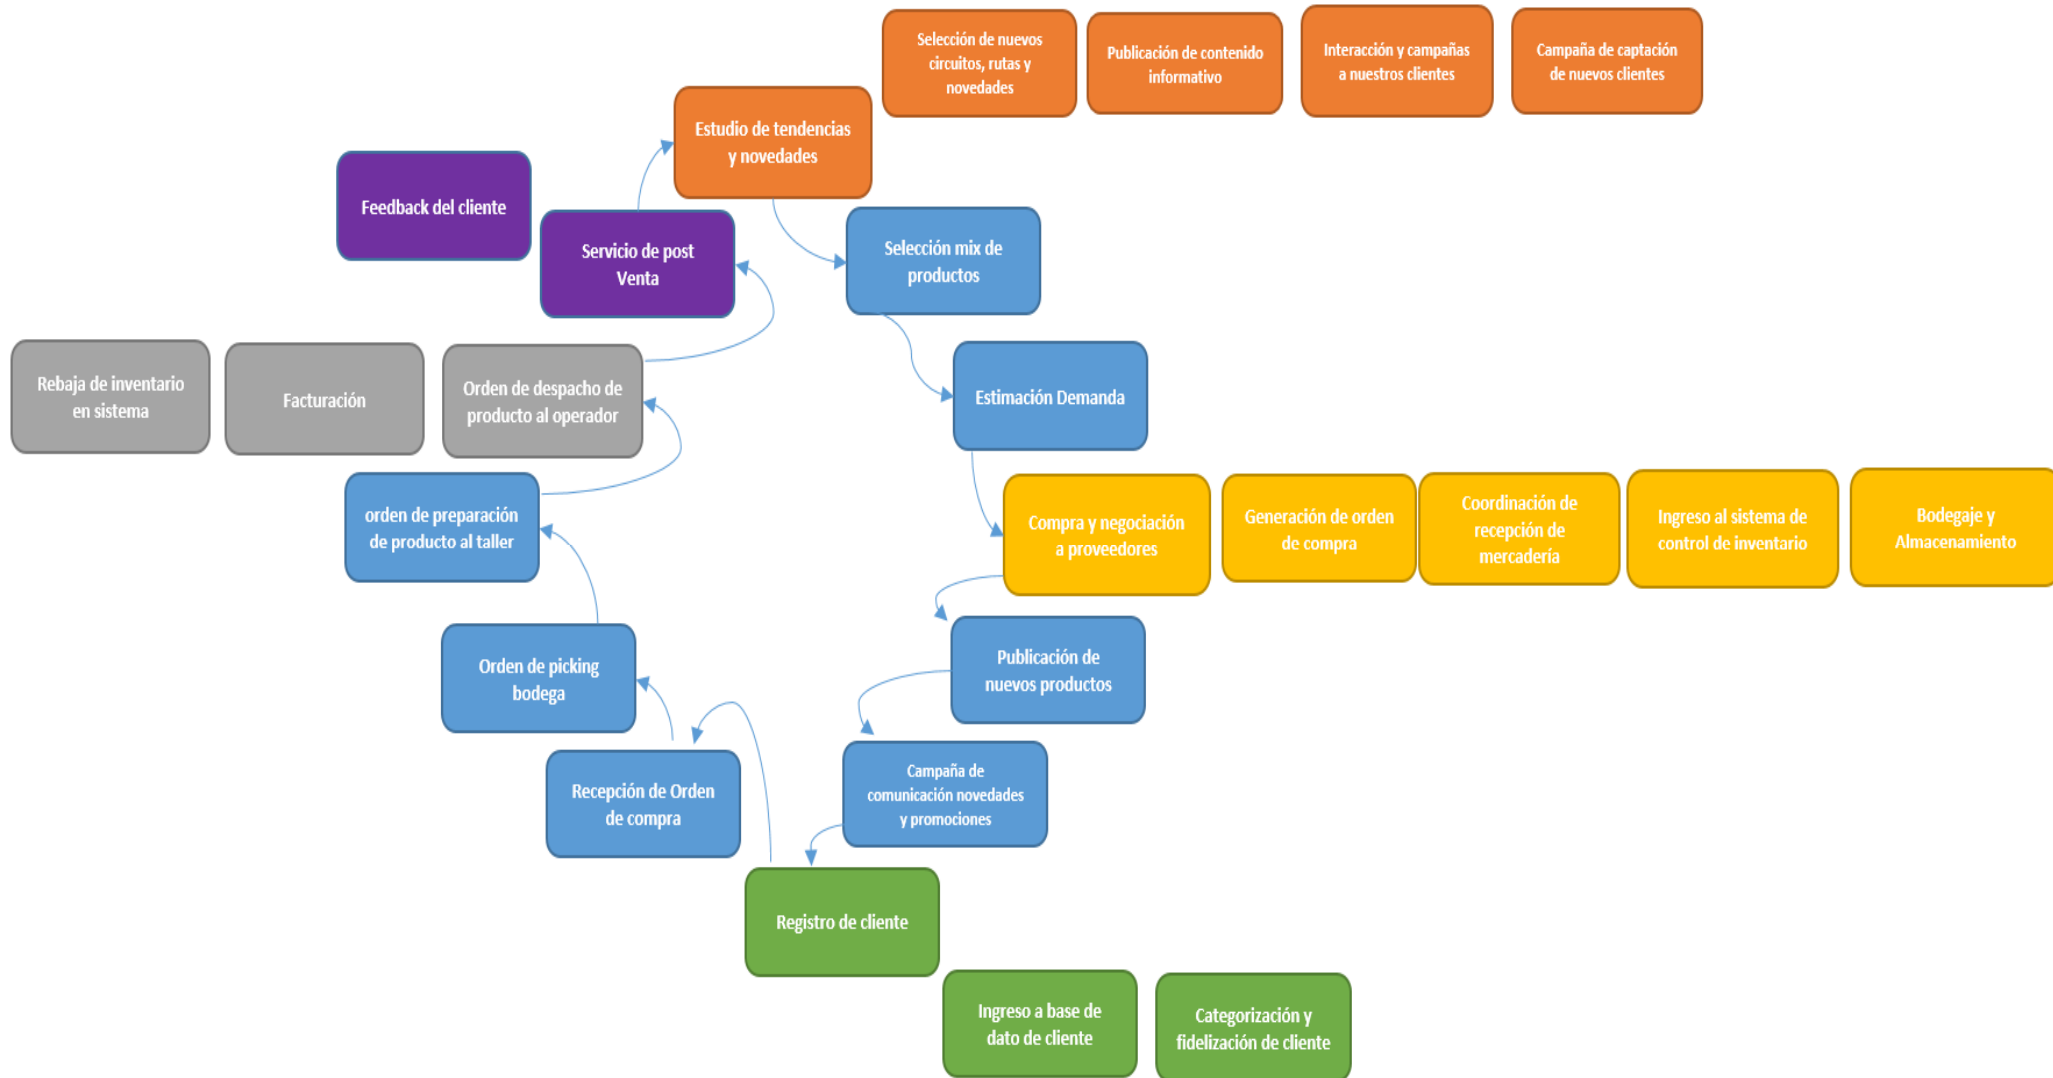 Selección de nuevos
circuitos, rutas y
novedades
Publicación de contenido
informativo
Interacción y campañas
a nuestros clientes
Campaña de captación
de nuevos clientes
Estudio de tendencias
y novedades
Feedback del cliente
Servicio de post
Venta
Selección mix de
productos
Rebaja de inventario
en sistema
Facturación
Orden de despacho de
producto al operador
Estimación Demanda
orden de preparación
de producto al taller
Compra y negociación
a proveedores
Generación de orden
de compra
Coordinación de
recepción de
mercadería
Ingreso al sistema de
control de inventario
Bodegaje y
Almacenamiento
Orden de picking
bodega
Publicación de
nuevos productos
Recepción de Orden
de compra
Campaña de
comunicación novedades
y promociones
Registro de cliente
Ingreso a base de
dato de cliente
Categorización y
fidelización de cliente